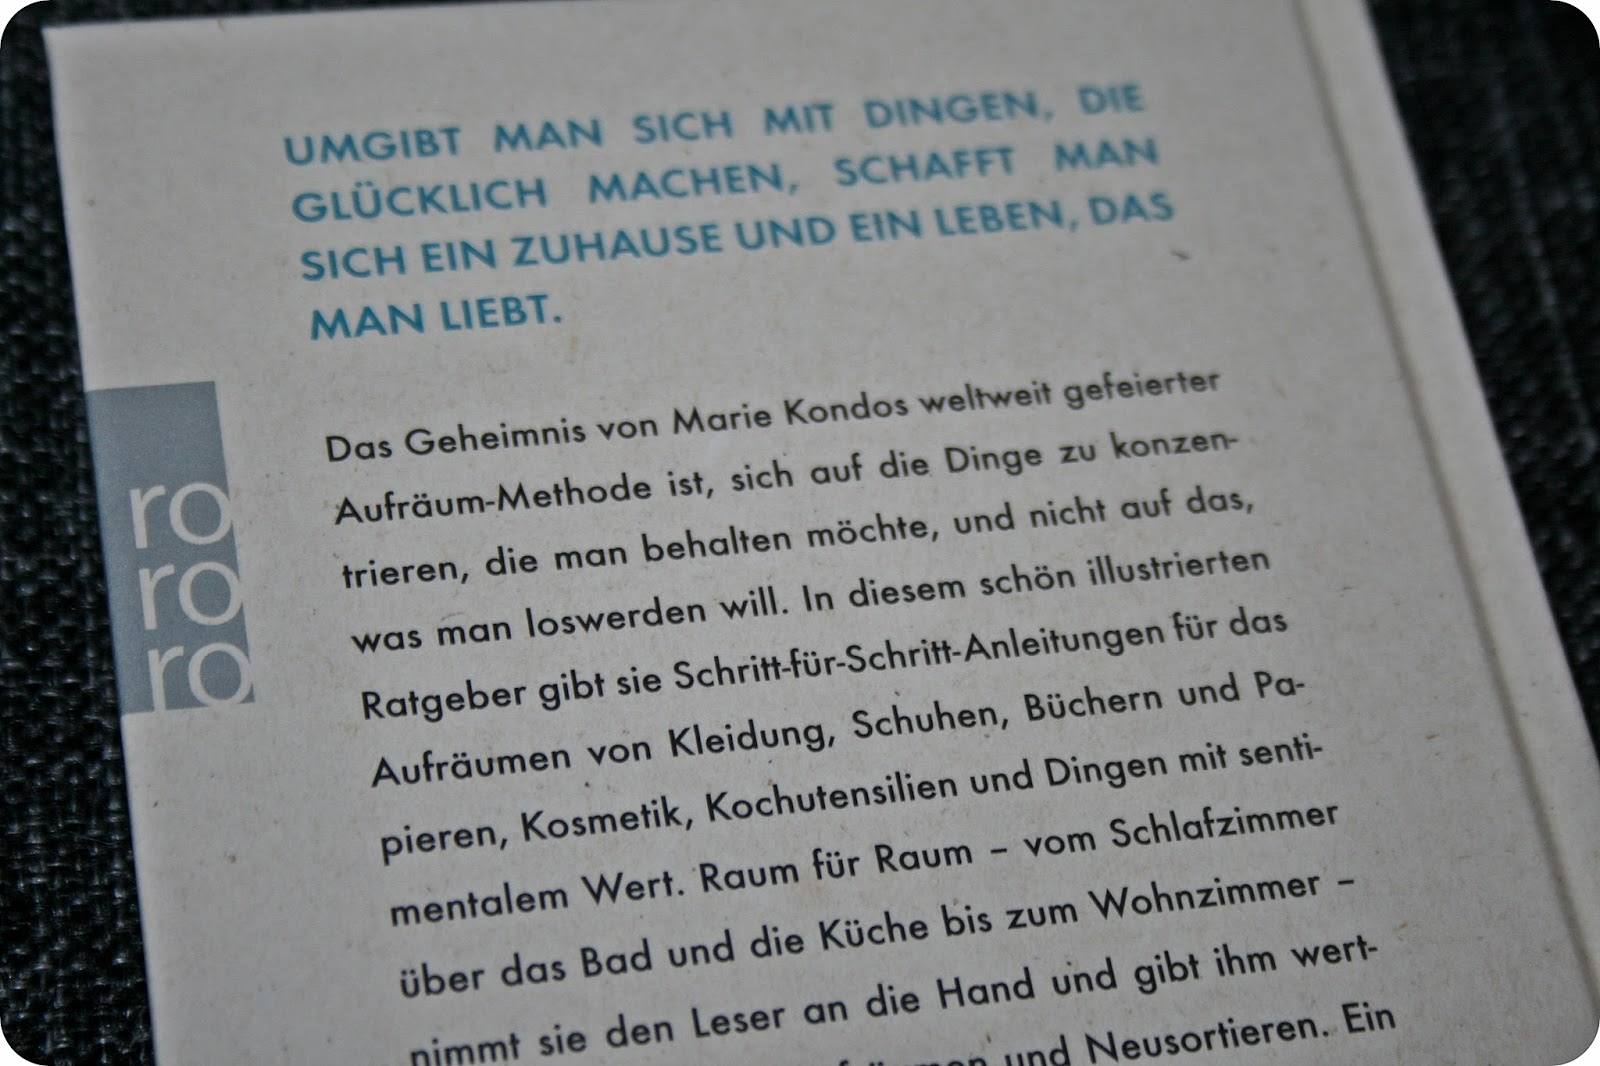 UMGIBT MAN SICH MIT DINGEN, DIE
GLÜCKLICH MACHEN, SCHAFFT MAN
SICH EIN ZUHAUSE UND EIN LEBEN, DAS
MAN LIEBT.
ro
ro
ro
Das Geheimnis von Marie Kondos weltweit gefeierter
Aufräum-Methode ist, sich auf die Dinge zu konzen-
trieren, die man behalten möchte, und nicht auf das,
was man loswerden will. In diesem schön illustrierten
Ratgeber gibt sie Schritt-für-Schritt-Anleitungen für das
Aufräumen von Kleidung, Schuhen, Büchern und Pa-
pieren, Kosmetik, Kochutensilien und Dingen mit senti-
mentalem Wert. Raum für Raum – vom Schlafzimmer
über das Bad und die Küche bis zum Wohnzimmer –
nimmt sie den Leser an die Hand und gibt ihm wert-
und Neusortieren. Ein